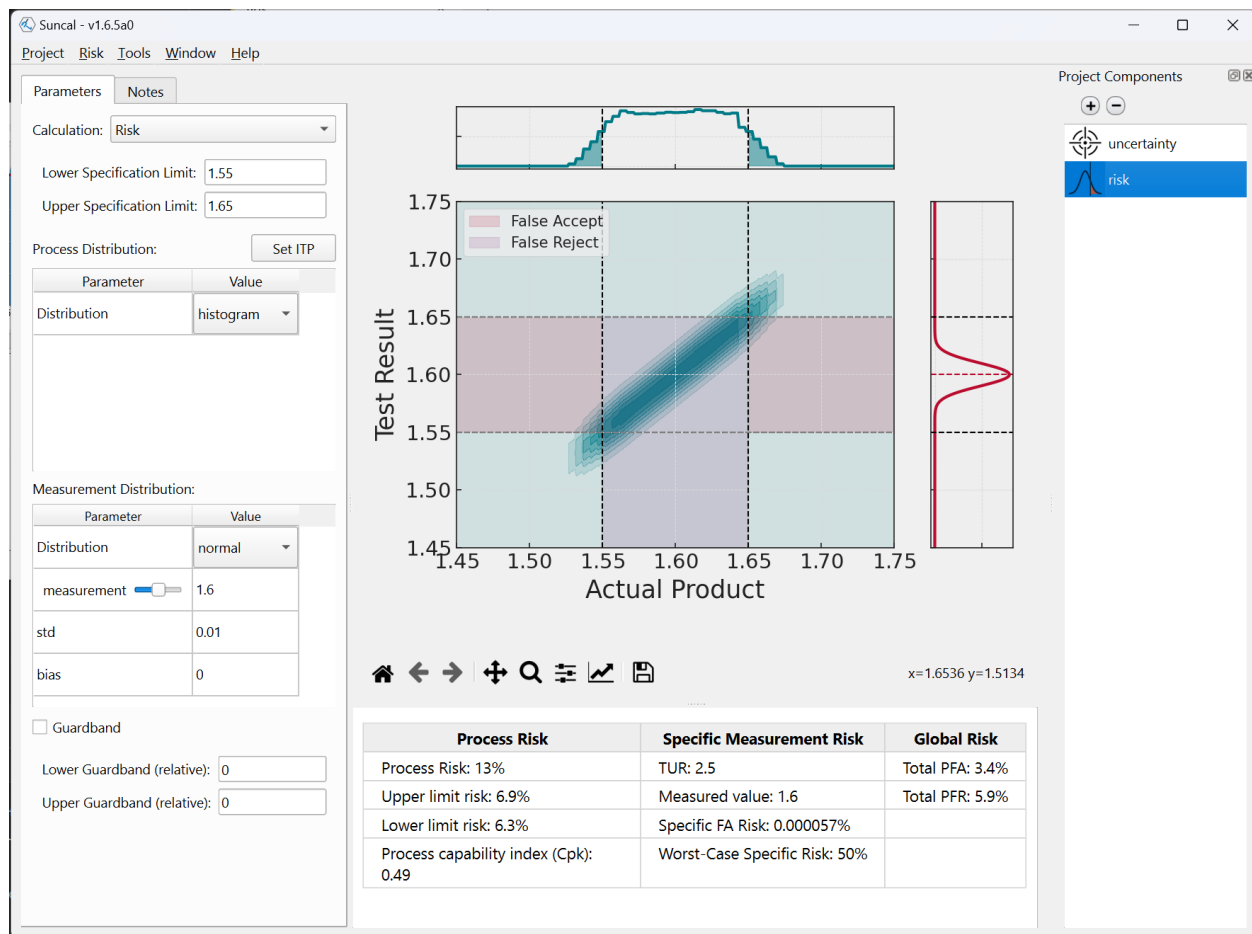 Suncal - v1.6.5a0
Project Risk Tools Window Help
Parameters Notes
Calculation: Risk
Lower Specification Limit: 1.55
Upper Specification Limit: 1.65
Process Distribution: Set ITP
Parameter Value
Distribution histogram
Measurement Distribution:
Parameter Value
Distribution normal
measurement 1.6
std 0.01
bias 0
Guardband
Lower Guardband (relative): 0
Upper Guardband (relative): 0
False Accept
False Reject
Test Result
1.75
1.70
1.65
1.60
1.55
1.50
1.45
1.45 1.50 1.55 1.60 1.65 1.70 1.75
Actual Product
x=1.6536 y=1.5134
Process Risk Specific Measurement Risk Global Risk
Process Risk: 13% TUR: 2.5 Total PFA: 3.4%
Upper limit risk: 6.9% Measured value: 1.6 Total PFR: 5.9%
Lower limit risk: 6.3% Specific FA Risk: 0.000057%
Process capability index (Cpk): Worst-Case Specific Risk: 50%
0.49
Project Components
uncertainty
risk